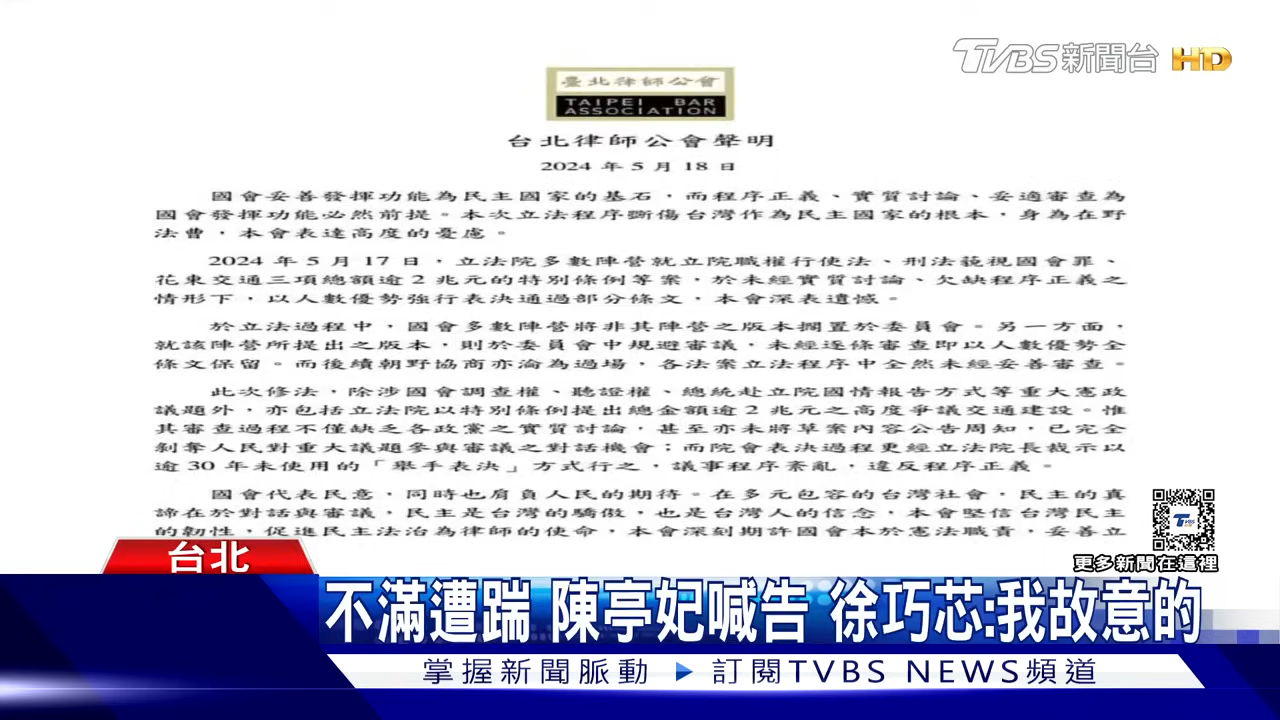 TVBS新聞台 HD
臺北律師公會
TAIPEI BAR
ASSOCIATION
台北律師公會聲明
2024 年 5 月 18 日
國會妥善發揮功能為民主國家的基石，而程序正義、實質討論、妥適審查為
國會發揮功能必然前提。本次立法程序斲傷台灣作為民主國家的根本，身為在野
法曹，本會表達高度的憂慮。
2024 年 5 月 17 日，立法院多數陣營就立院職權行使法、刑法藐視國會罪、
花東交通三項總額逾 2 兆元的特別條例等案，於未經實質討論、欠缺程序正義之
情形下，以人數優勢強行表決通過部分條文，本會深表遺憾。
於立法過程中，國會多數陣營將非其陣營之版本擱置於委員會。另一方面，
就該陣營所提出之版本，則於委員會中規避審議，未經逐條審查即以人數優勢全
條文保留。而後續朝野協商亦淪為過場，各法案立法程序中全然未經妥善審查。
此次修法，除涉國會調查權、聽證權、總統赴立院國情報告方式等重大憲政
議題外，亦包括立法院以特別條例提出總金額逾 2 兆元之高度爭議交通建設。惟
其審查過程不僅缺乏各政黨之實質討論，甚至亦未將草案內容公告周知，已完全
剝奪人民對重大議題參與審議之對話機會；而院會表決過程更經立法院長裁示以
逾 30 年未使用的「舉手表決」方式行之，議事程序紊亂，違反程序正義。
國會代表民意，同時也肩負人民的期待。在多元包容的台灣社會，民主的真
諦在於對話與審議，民主是台灣的驕傲，也是台灣人的信念，本會堅信台灣民主
的韌性，促進民主法治為律師的使命，本會深刻期許國會本於憲法職責，妥善立
TVBS
更多新聞在這裡
台北
不滿遭踹 陳亭妃喊告 徐巧芯:我故意的
掌握新聞脈動 ▶ 訂閱TVBS NEWS頻道